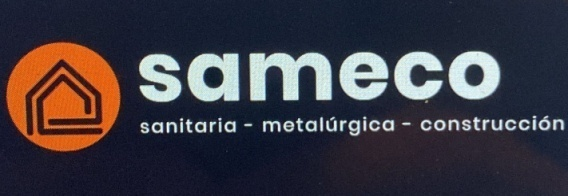 sameco
sanitaria - metalúrgica - construcción